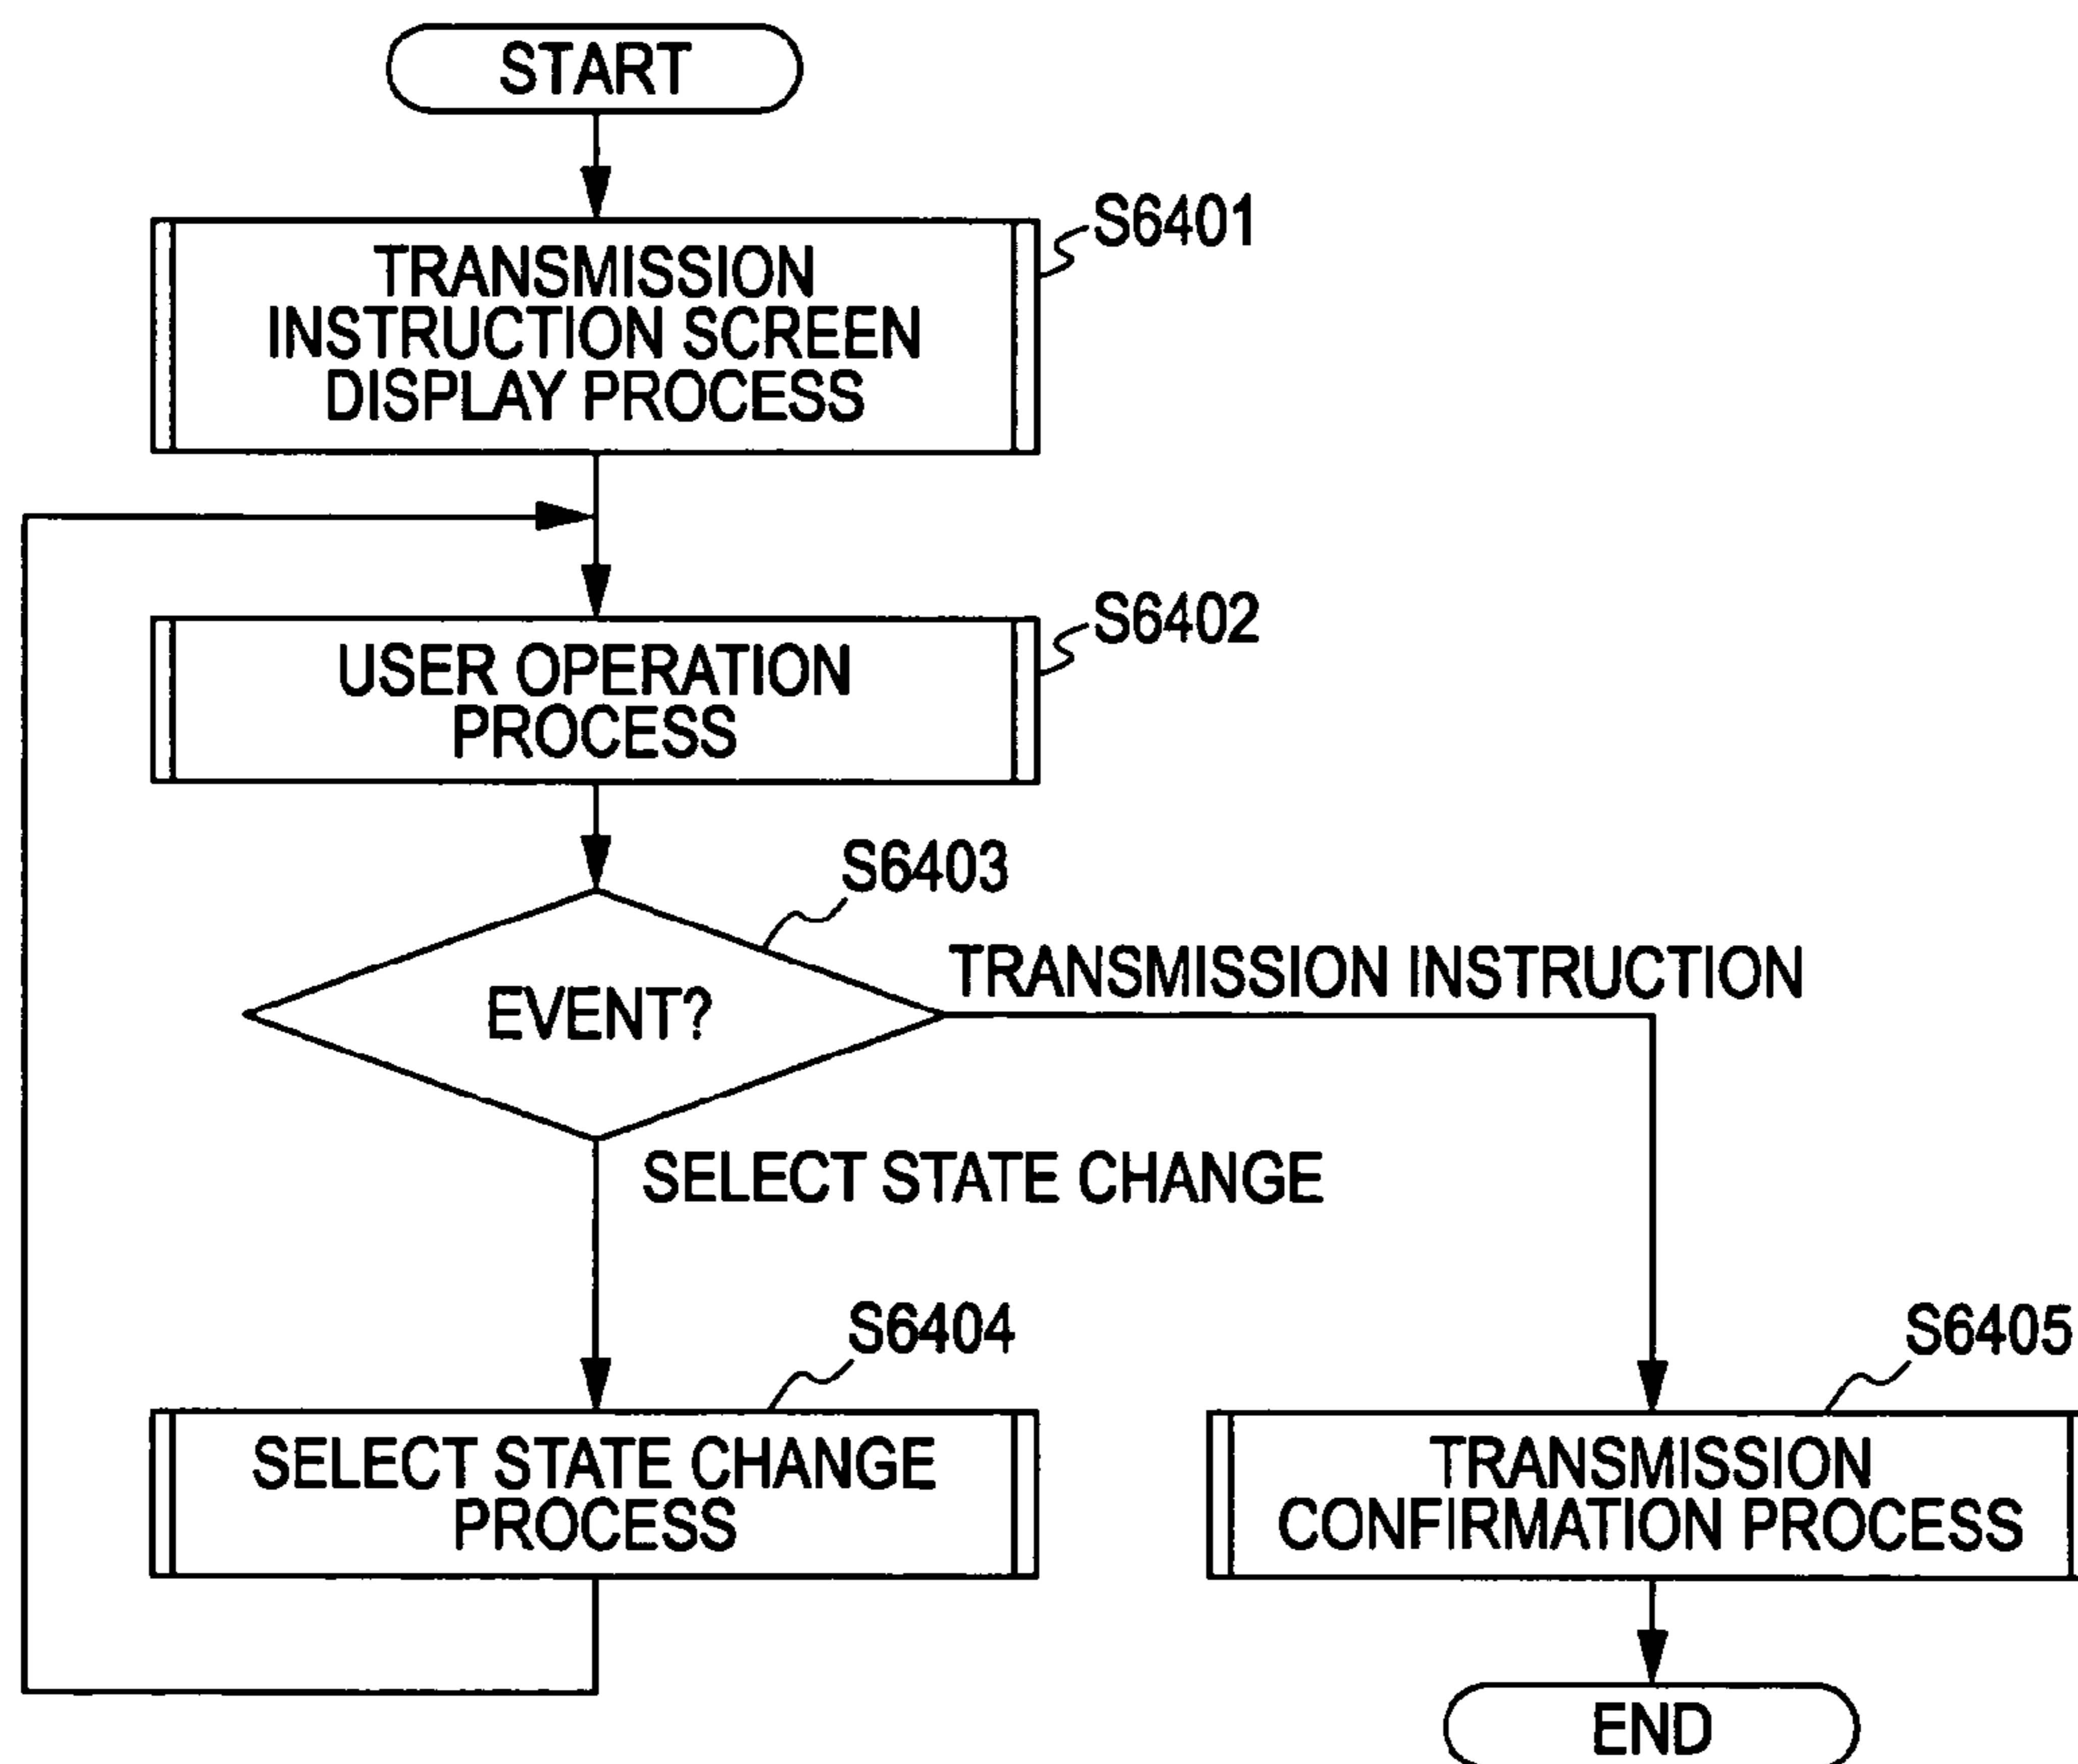 START
S6401
TRANSMISSION
INSTRUCTION SCREEN
DISPLAY PROCESS
S6402
USER OPERATION
PROCESS
S6403
EVENT?
TRANSMISSION INSTRUCTION
SELECT STATE CHANGE
S6404
SELECT STATE CHANGE
PROCESS
S6405
TRANSMISSION
CONFIRMATION PROCESS
END